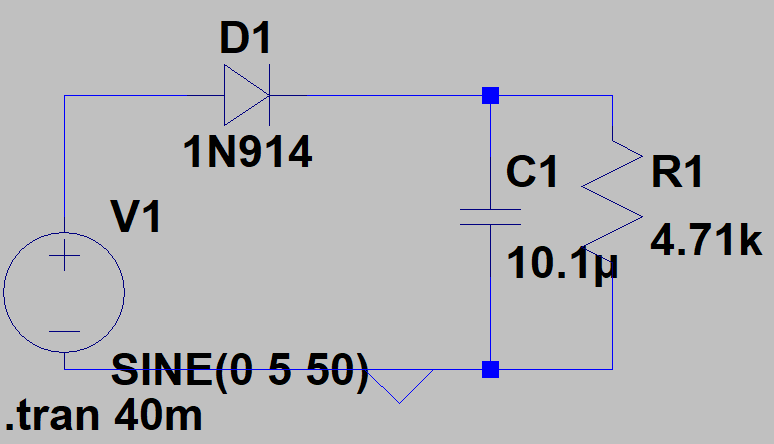 D1
1N914
C1
R1
V1
4.71k
10.1µ
SINE(0 5 50)
.tran 40m